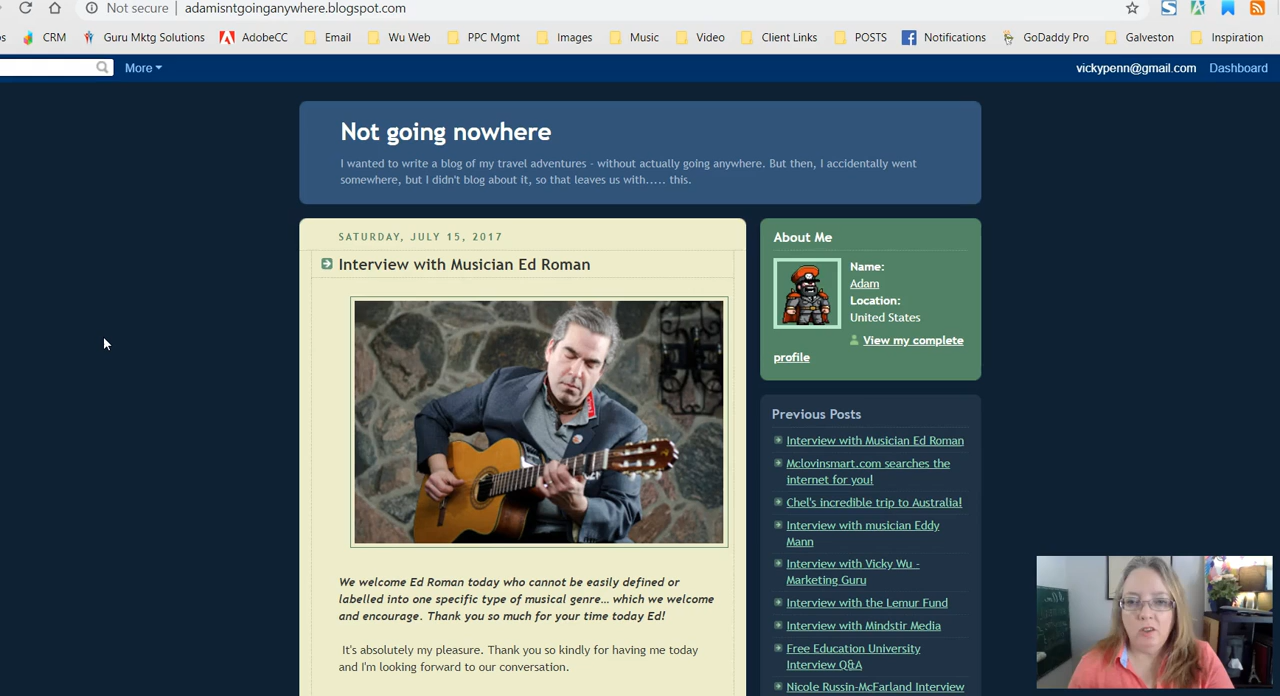 Not secure | adamisntgoinganywhere.blogspot.com
CRM Guru Mktg Solutions AdobeCC Email Wu Web PPC Mgmt Images Music Video Client Links POSTS Notifications GoDaddy Pro Galveston Inspiration
More vickypenn@gmail.com Dashboard
Not going nowhere
I wanted to write a blog of my travel adventures - without actually going anywhere. But then, I accidentally went
somewhere, but I didn't blog about it, so that leaves us with..... this.
SATURDAY, JULY 15, 2017
Interview with Musician Ed Roman
We welcome Ed Roman today who cannot be easily defined or
labelled into one specific type of musical genre... which we welcome
and encourage. Thank you so much for your time today Ed!
It's absolutely my pleasure. Thank you so kindly for having me today
and I'm looking forward to our conversation.
About Me
Name:
Adam
Location:
United States
View my complete
profile
Previous Posts
Interview with Musician Ed Roman
Mclovinsmart.com searches the
internet for you!
Chel's incredible trip to Australia!
Interview with musician Eddy
Mann
Interview with Vicky Wu -
Marketing Guru
Interview with the Lemur Fund
Interview with Mindstir Media
Free Education University
Interview Q&A
Nicole Russin-McFarland Interview